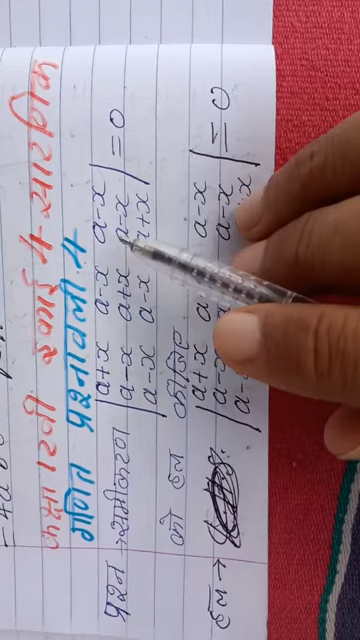 कक्षा 12वी इकाई 4 सारणिक
गणित प्रश्नावली 4
प्रश्न → समीकरण |a+x a-x a-x|
|a-x a+x a-x| = 0
|a-x a-x a+x|
को हल कीजिए
हल → |a+x a a-x|
|a-x a-x| = 0
|a- x|